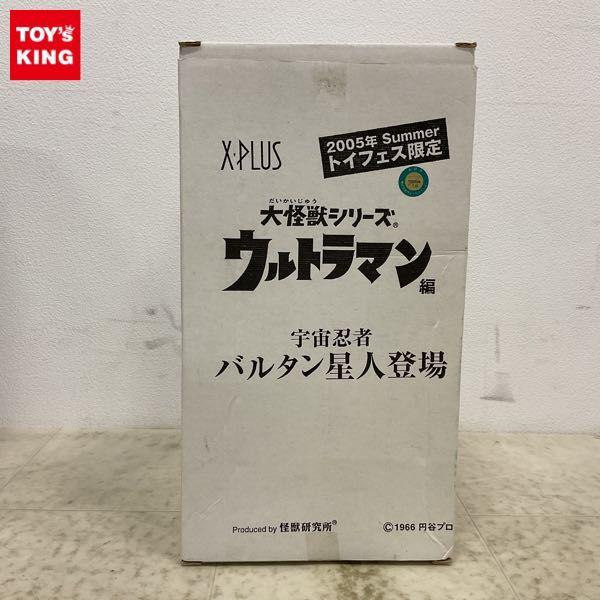 TOY's
KING
X・PLUS
2005年 Summer
トイフェス限定
だいかいじゅう
大怪獣シリーズ®
ウルトラマン編
宇宙忍者
バルタン星人登場
Produced by 怪獣研究所®
©1966 円谷プロ